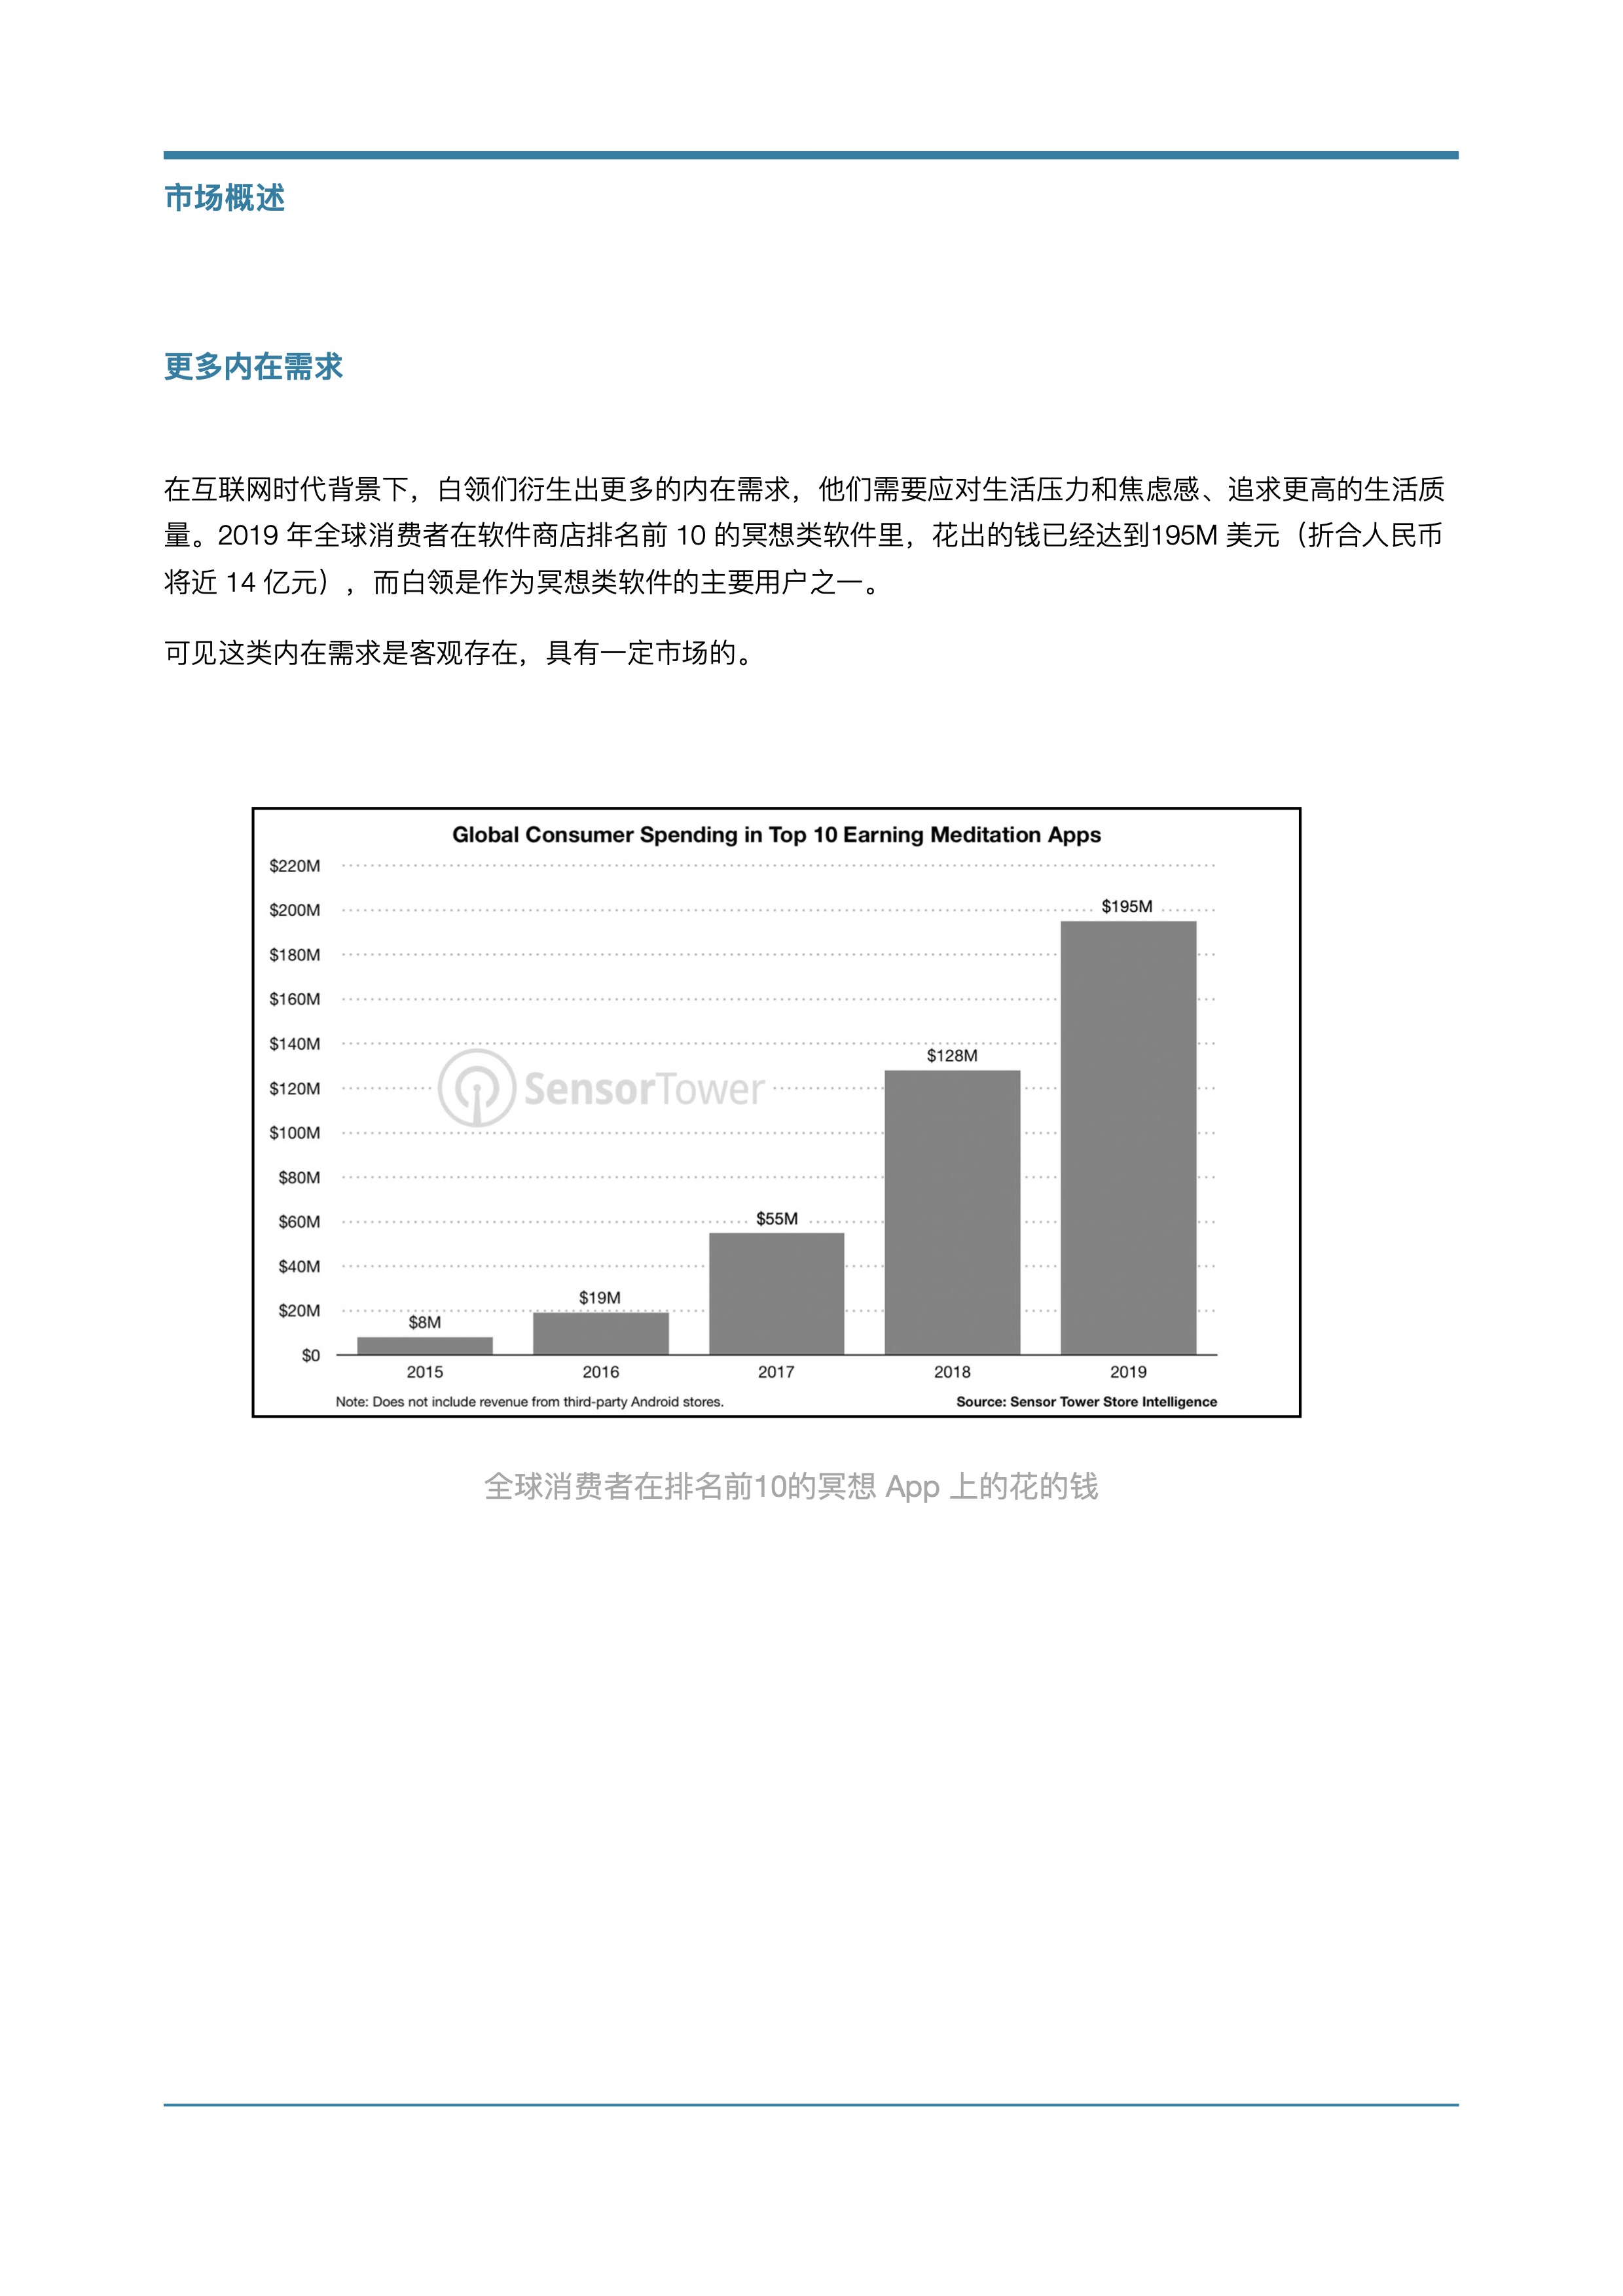 市场概述
更多内在需求
在互联网时代背景下，白领们衍生出更多的内在需求，他们需要应对生活压力和焦虑感、追求更高的生活质
量。2019 年全球消费者在软件商店排名前 10 的冥想类软件里，花出的钱已经达到195M 美元（折合人民币
将近 14 亿元），而白领是作为冥想类软件的主要用户之一。
可见这类内在需求是客观存在，具有一定市场的。
Global Consumer Spending in Top 10 Earning Meditation Apps
$220M
$200M
$195M
$180M
$160M
$140M
$128M
$120M
SensorTower
$100M
$80M
$60M
$55M
$40M
$20M
$19M
$8M
$0
2015 2016 2017 2018 2019
Note: Does not include revenue from third-party Android stores.
Source: Sensor Tower Store Intelligence
全球消费者在排名前10的冥想 App 上的花的钱